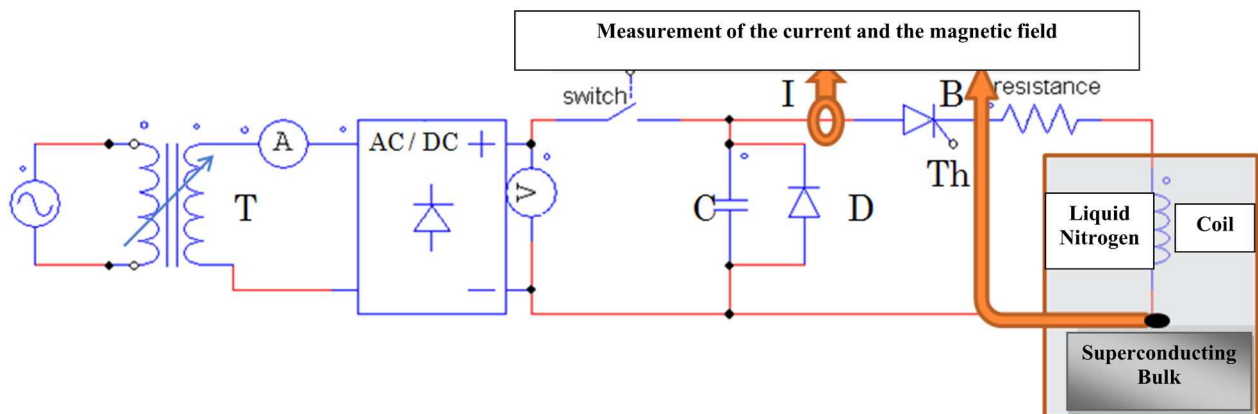 Measurement of the current and the magnetic field
switch
I
B
resistance
A
AC / DC
+
V
T
C
D
Th
Liquid
Nitrogen
Coil
−
Superconducting
Bulk